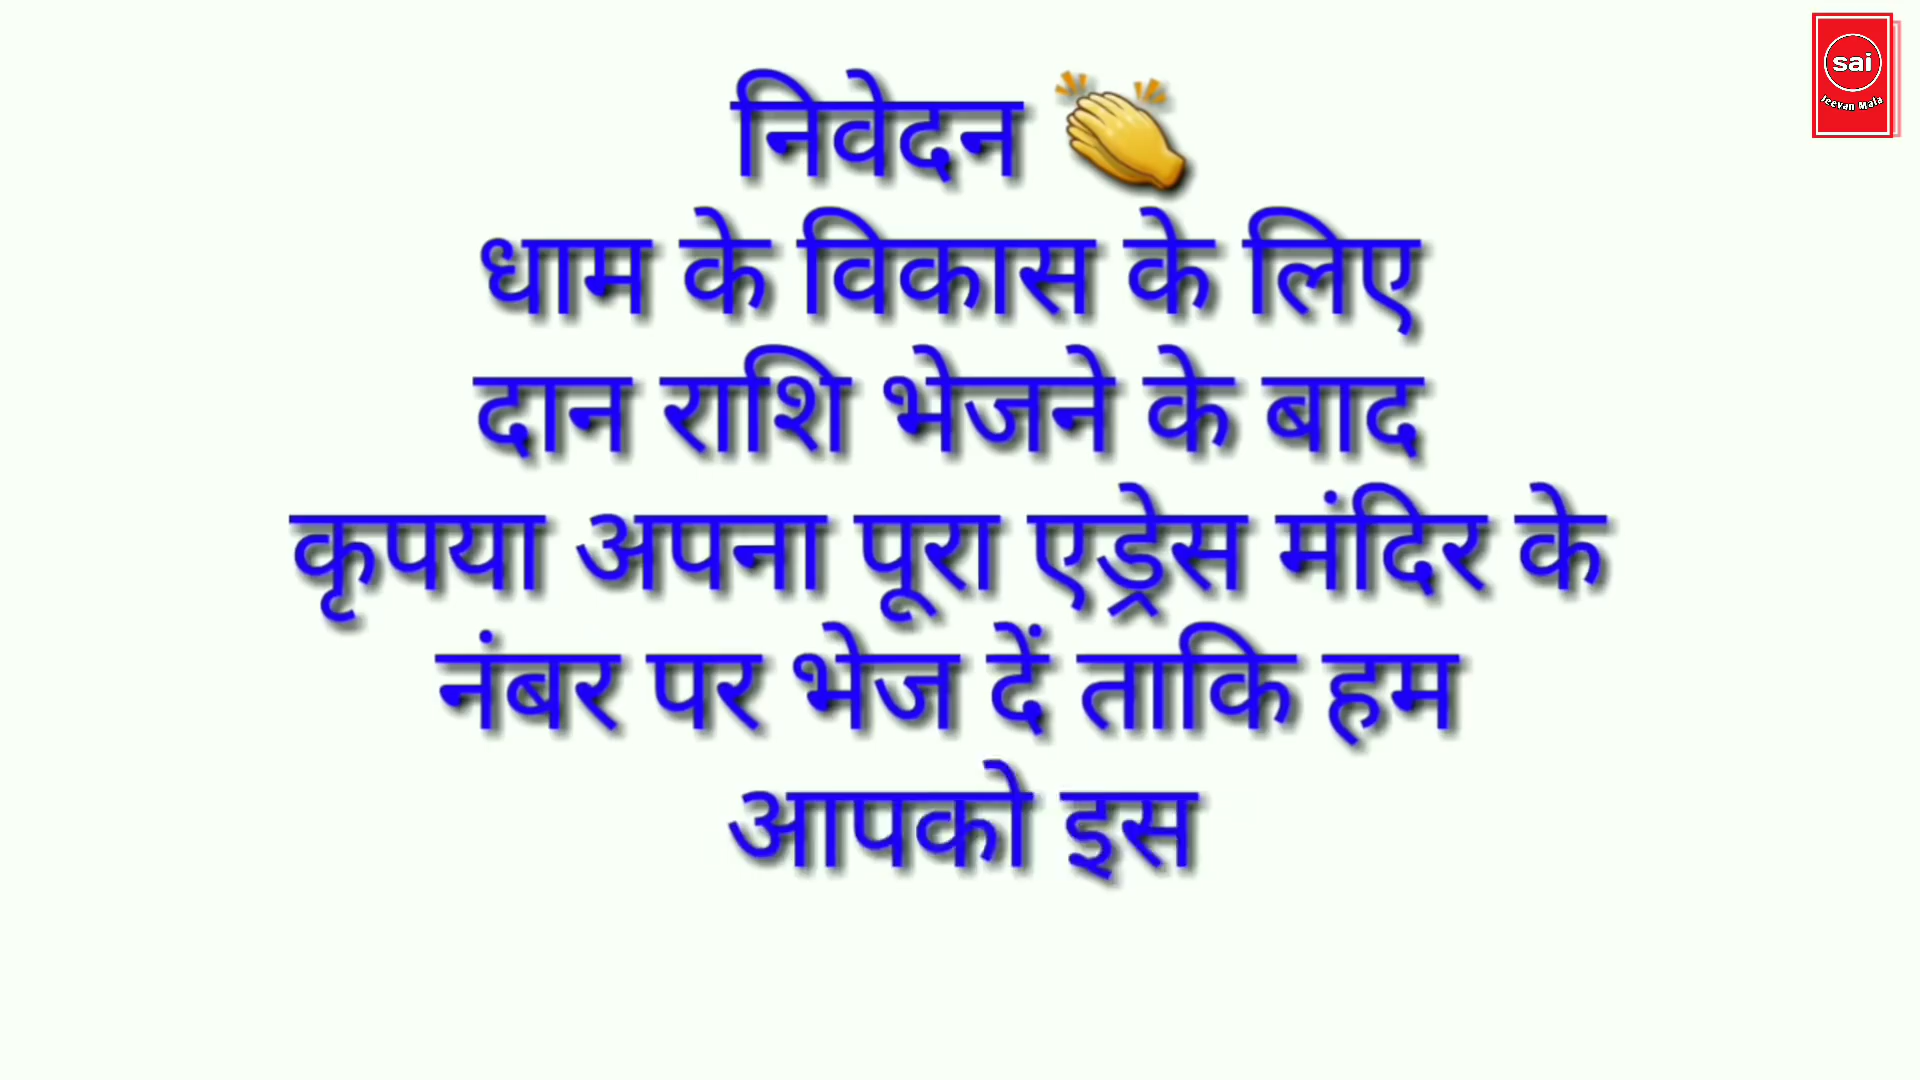 निवेदन 👏
धाम के विकास के लिए
दान राशि भेजने के बाद
कृपया अपना पूरा एड्रेस मंदिर के
नंबर पर भेज दें ताकि हम
आपको इस
sai
Jeevan Mala